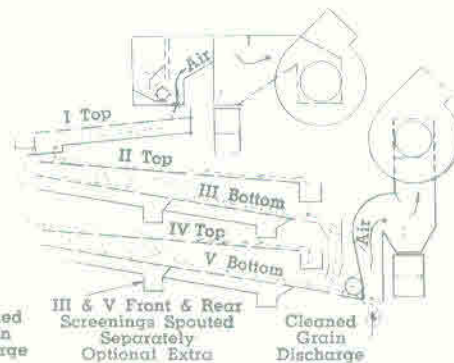 Air
I Top
II Top
III Bottom
IV Top
Air
V Bottom
III & V Front & Rear
Screenings Spouted
Separately
Optional Extra
Cleaned
Grain
Discharge